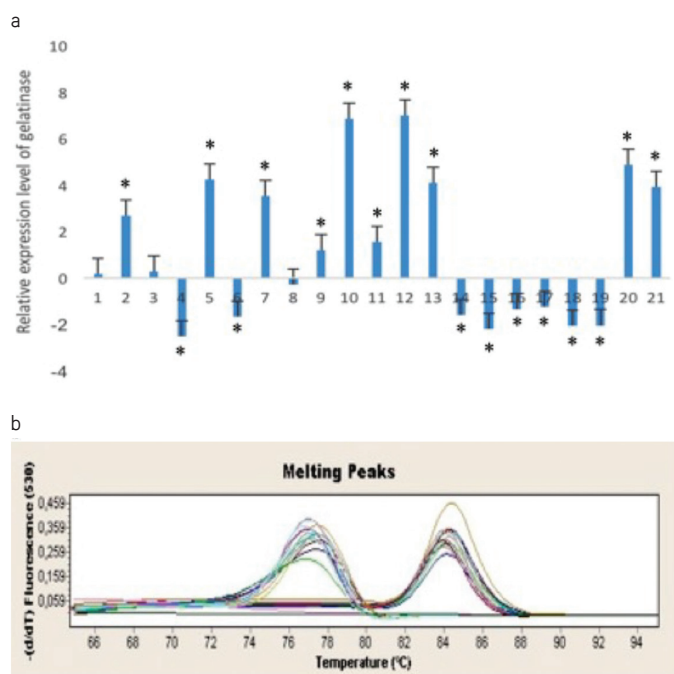 a
Relative expression level of gelatinase
10
8
6
4
2
0
-2
-4
1 2 3 4 5 6 7 8 9 10 11 12 13 14 15 16 17 18 19 20 21
* * * * * * * * * * * * * * * * * *
b
Melting Peaks
-(d/dT) Fluorescence (530)
0,459
0,359
0,259
0,159
0,059
66 68 70 72 74 76 78 80 82 84 86 88 90 92 94
Temperature (°C)